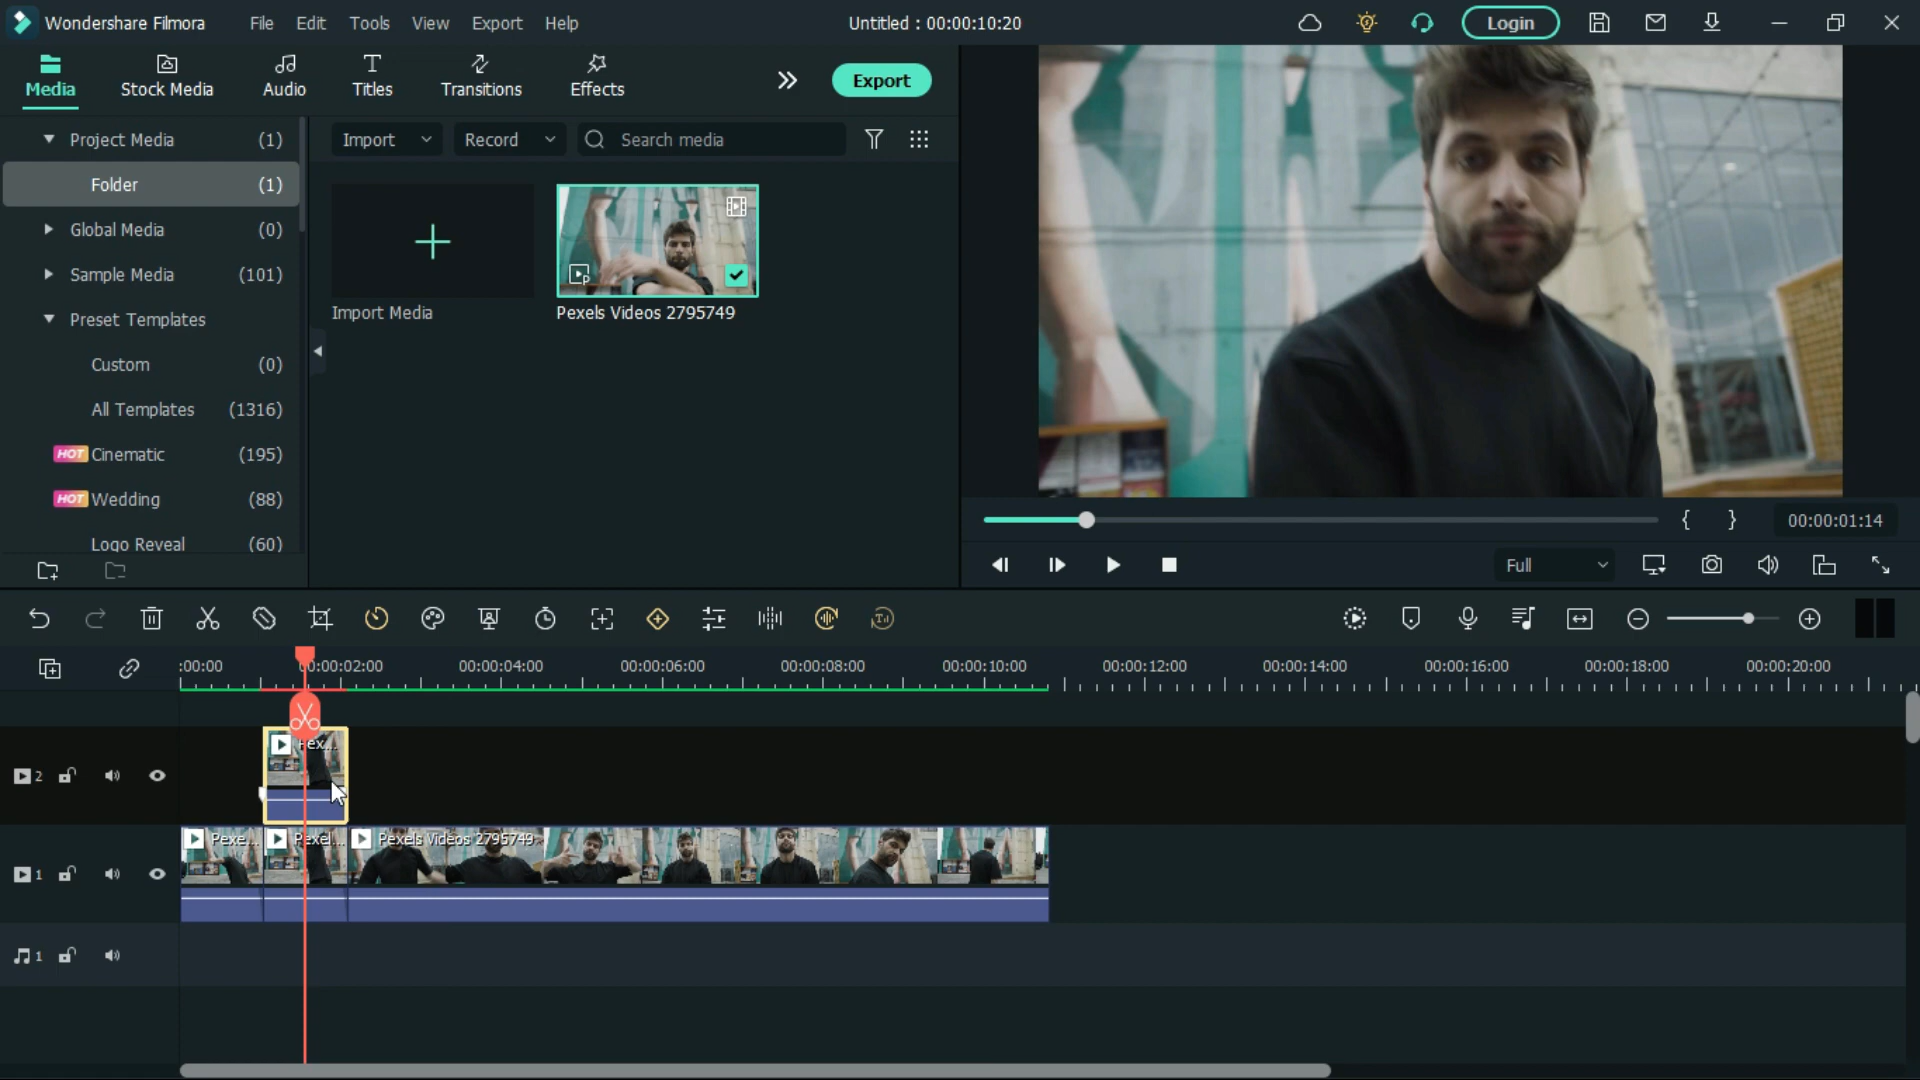 Wondershare Filmora File Edit Tools View Export Help Untitled : 00:00:10:20 Login
Media Stock Media Audio Titles Transitions Effects Export
Project Media (1) Import Record Search media
Folder (1)
Global Media (0)
Sample Media (101)
Import Media Pexels Videos 2795749
Preset Templates
Custom (0)
All Templates (1316)
HOT Cinematic (195)
HOT Wedding (88)
Logo Reveal (60)
{ } 00:00:01:14
Full
:00:00 00:00:02:00 00:00:04:00 00:00:06:00 00:00:08:00 00:00:10:00 00:00:12:00 00:00:14:00 00:00:16:00 00:00:18:00 00:00:20:00
2
1 Pexe... Pexel... Pexels Videos 2795749
1